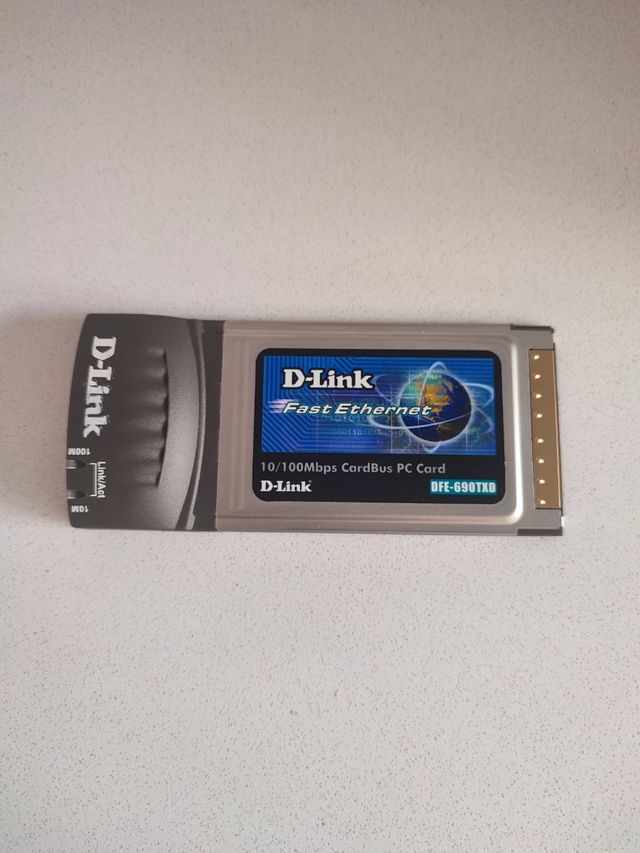 D-Link
100M
Link/Act
10M
D-Link
Fast Ethernet
10/100Mbps CardBus PC Card
D-Link
DFE-690TXD